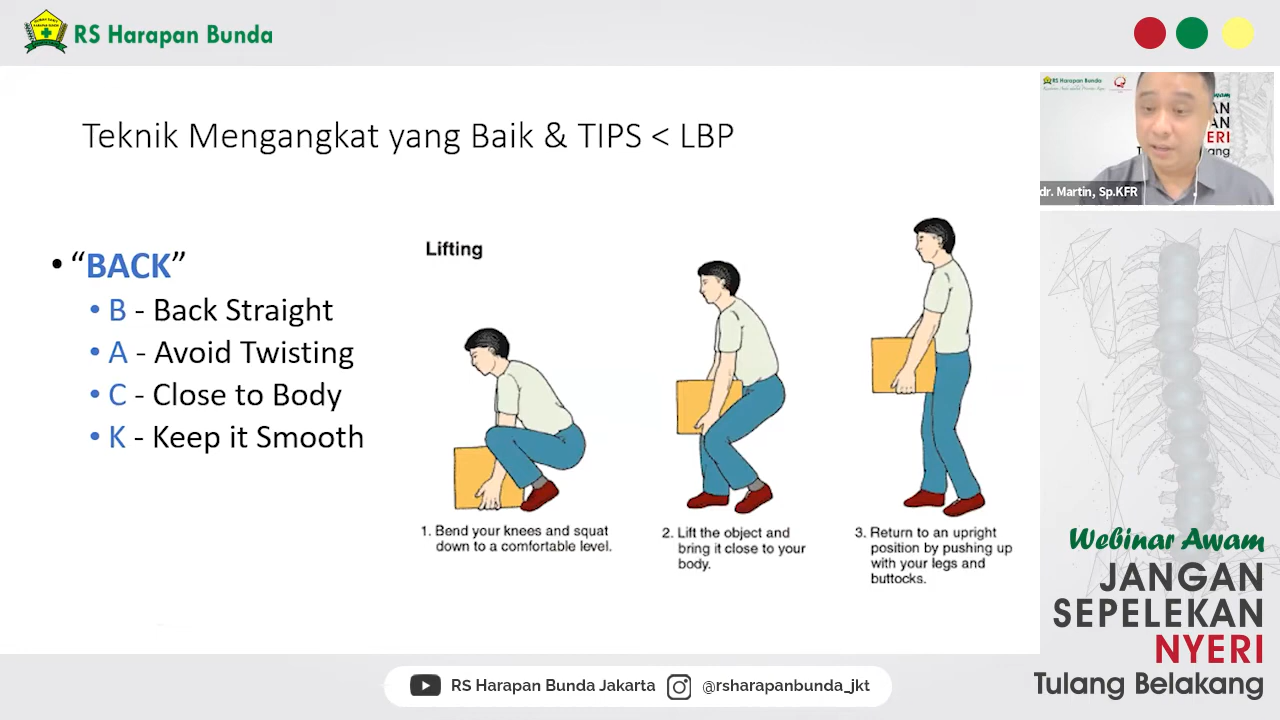 RS Harapan Bunda
Teknik Mengangkat yang Baik & TIPS < LBP
• “BACK”
• B - Back Straight
• A - Avoid Twisting
• C - Close to Body
• K - Keep it Smooth
Lifting
1. Bend your knees and squat
down to a comfortable level.
2. Lift the object and
bring it close to your
body.
3. Return to an upright
position by pushing up
with your legs and
buttocks.
RS Harapan Bunda
dr. Martin, Sp.KFR
Webinar Awam
JANGAN
SEPELEKAN
NYERI
Tulang Belakang
RS Harapan Bunda Jakarta
@rsharapanbunda_jkt